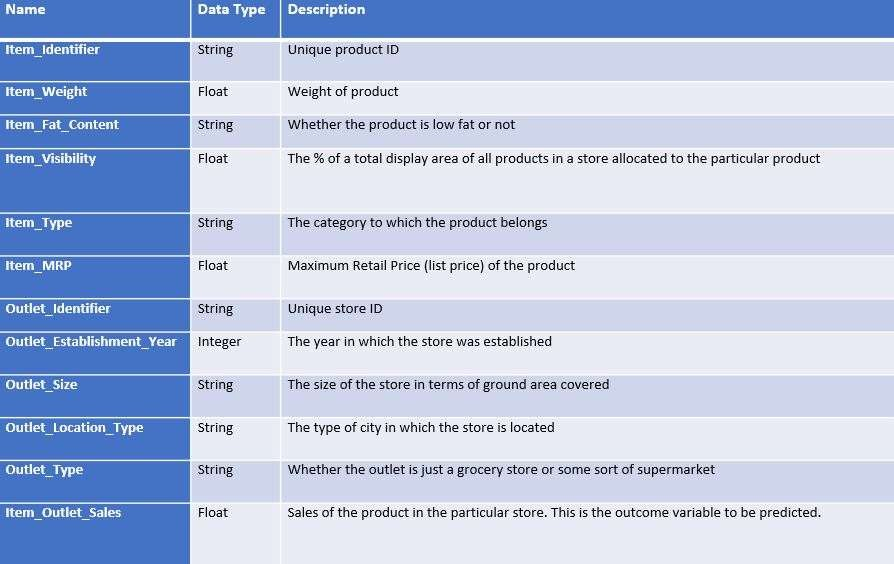 Name Data Type Description
Item_Identifier String Unique product ID
Item_Weight Float Weight of product
Item_Fat_Content String Whether the product is low fat or not
Item_Visibility Float The % of a total display area of all products in a store allocated to the particular product
Item_Type String The category to which the product belongs
Item_MRP Float Maximum Retail Price (list price) of the product
Outlet_Identifier String Unique store ID
Outlet_Establishment_Year Integer The year in which the store was established
Outlet_Size String The size of the store in terms of ground area covered
Outlet_Location_Type String The type of city in which the store is located
Outlet_Type String Whether the outlet is just a grocery store or some sort of supermarket
Item_Outlet_Sales Float Sales of the product in the particular store. This is the outcome variable to be predicted.